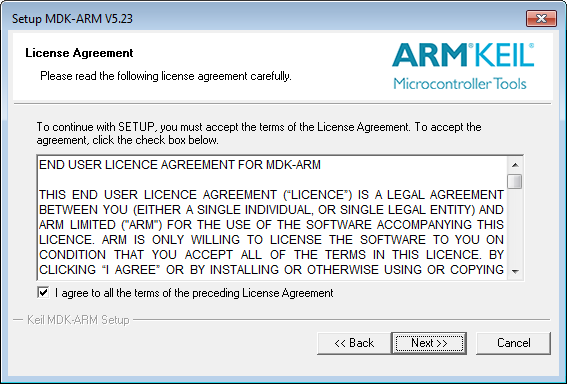 Setup MDK-ARM V5.23
License Agreement
Please read the following license agreement carefully.
ARM KEIL
Microcontroller Tools
To continue with SETUP, you must accept the terms of the License Agreement. To accept the
agreement, click the check box below.
END USER LICENCE AGREEMENT FOR MDK-ARM
THIS END USER LICENCE AGREEMENT (“LICENCE”) IS A LEGAL AGREEMENT
BETWEEN YOU (EITHER A SINGLE INDIVIDUAL, OR SINGLE LEGAL ENTITY) AND
ARM LIMITED ("ARM") FOR THE USE OF THE SOFTWARE ACCOMPANYING THIS
LICENCE. ARM IS ONLY WILLING TO LICENSE THE SOFTWARE TO YOU ON
CONDITION THAT YOU ACCEPT ALL OF THE TERMS IN THIS LICENCE. BY
CLICKING “I AGREE” OR BY INSTALLING OR OTHERWISE USING OR COPYING
I agree to all the terms of the preceding License Agreement
Keil MDK-ARM Setup
<< Back
Next >>
Cancel